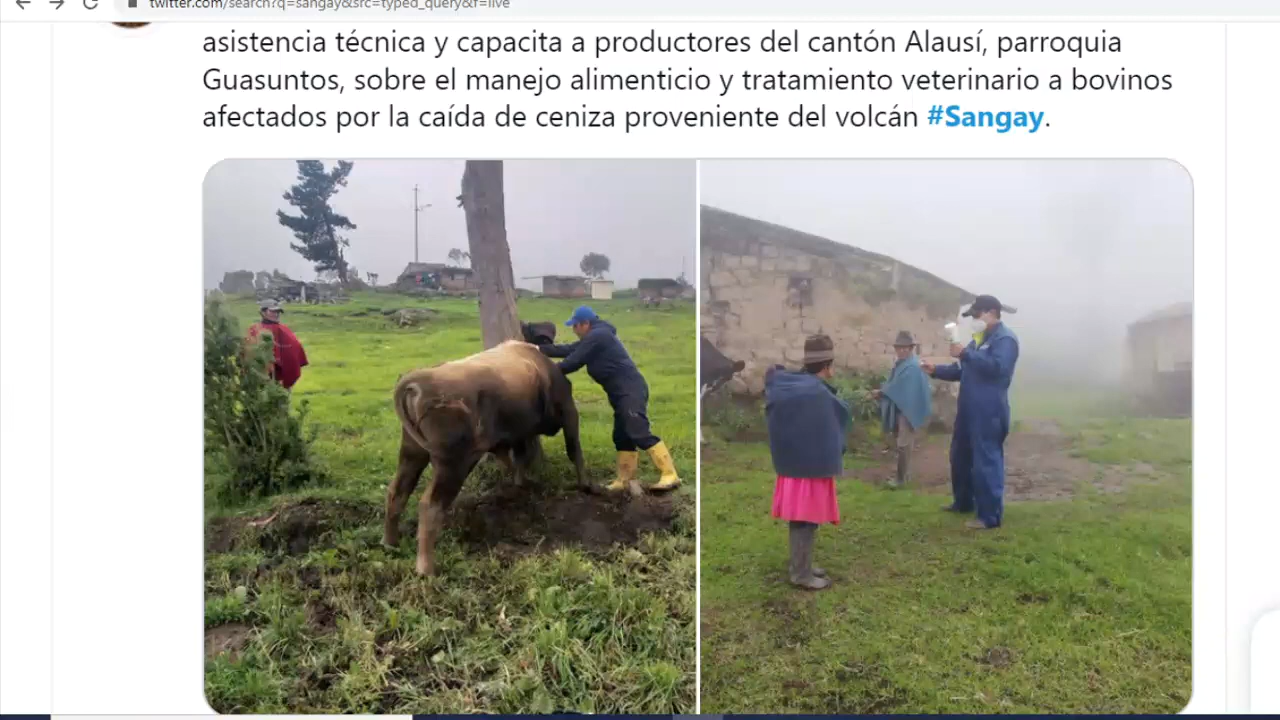 twitter.com/search?q=sangay&src=typed_query&f=live
asistencia técnica y capacita a productores del cantón Alausí, parroquia
Guasuntos, sobre el manejo alimenticio y tratamiento veterinario a bovinos
afectados por la caída de ceniza proveniente del volcán #Sangay.